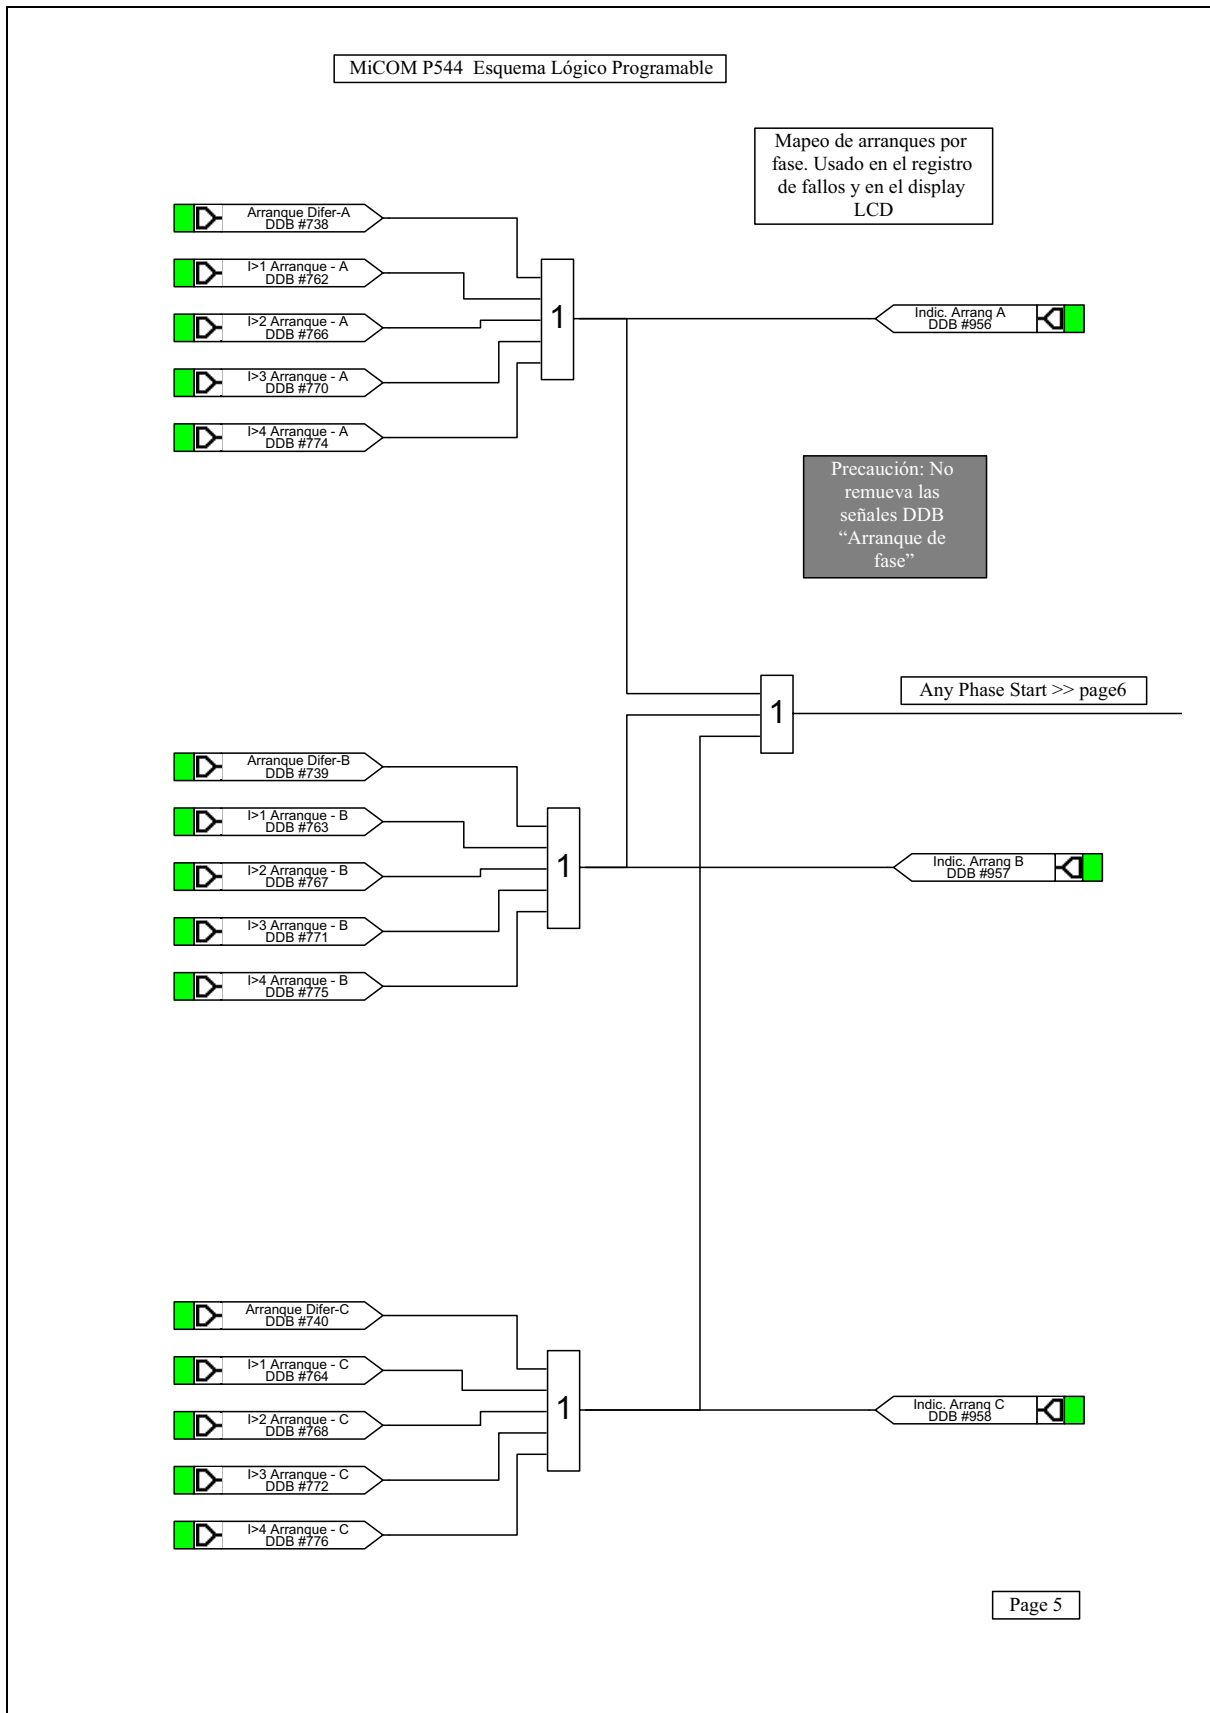 MiCOM P544  Esquema Lógico Programable
Mapeo de arranques por
fase. Usado en el registro
de fallos y en el display
LCD
Arranque Difer-A
DDB #738
I>1 Arranque - A
DDB #762
I>2 Arranque - A
DDB #766
I>3 Arranque - A
DDB #770
I>4 Arranque - A
DDB #774
1
Indic. Arranq A
DDB #956
Precaución: No
remueva las
señales DDB
“Arranque de
fase”
1
Any Phase Start >> page6
Arranque Difer-B
DDB #739
I>1 Arranque - B
DDB #763
I>2 Arranque - B
DDB #767
I>3 Arranque - B
DDB #771
I>4 Arranque - B
DDB #775
1
Indic. Arranq B
DDB #957
Arranque Difer-C
DDB #740
I>1 Arranque - C
DDB #764
I>2 Arranque - C
DDB #768
I>3 Arranque - C
DDB #772
I>4 Arranque - C
DDB #776
1
Indic. Arranq C
DDB #958
Page 5